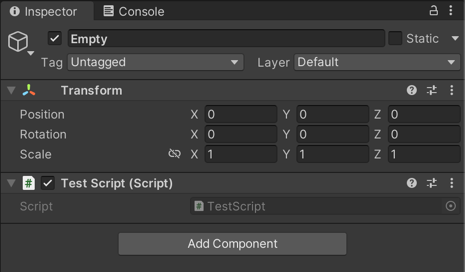 Inspector Console
Empty Static
Tag Untagged Layer Default
Transform
Position X 0 Y 0 Z 0
Rotation X 0 Y 0 Z 0
Scale X 1 Y 1 Z 1
# Test Script (Script)
Script # TestScript
Add Component